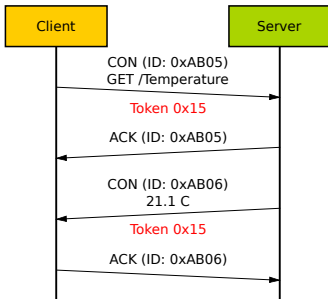 Client
Server
CON (ID: 0xAB05)
GET /Temperature
Token 0x15
ACK (ID: 0xAB05)
CON (ID: 0xAB06)
21.1 C
Token 0x15
ACK (ID: 0xAB06)